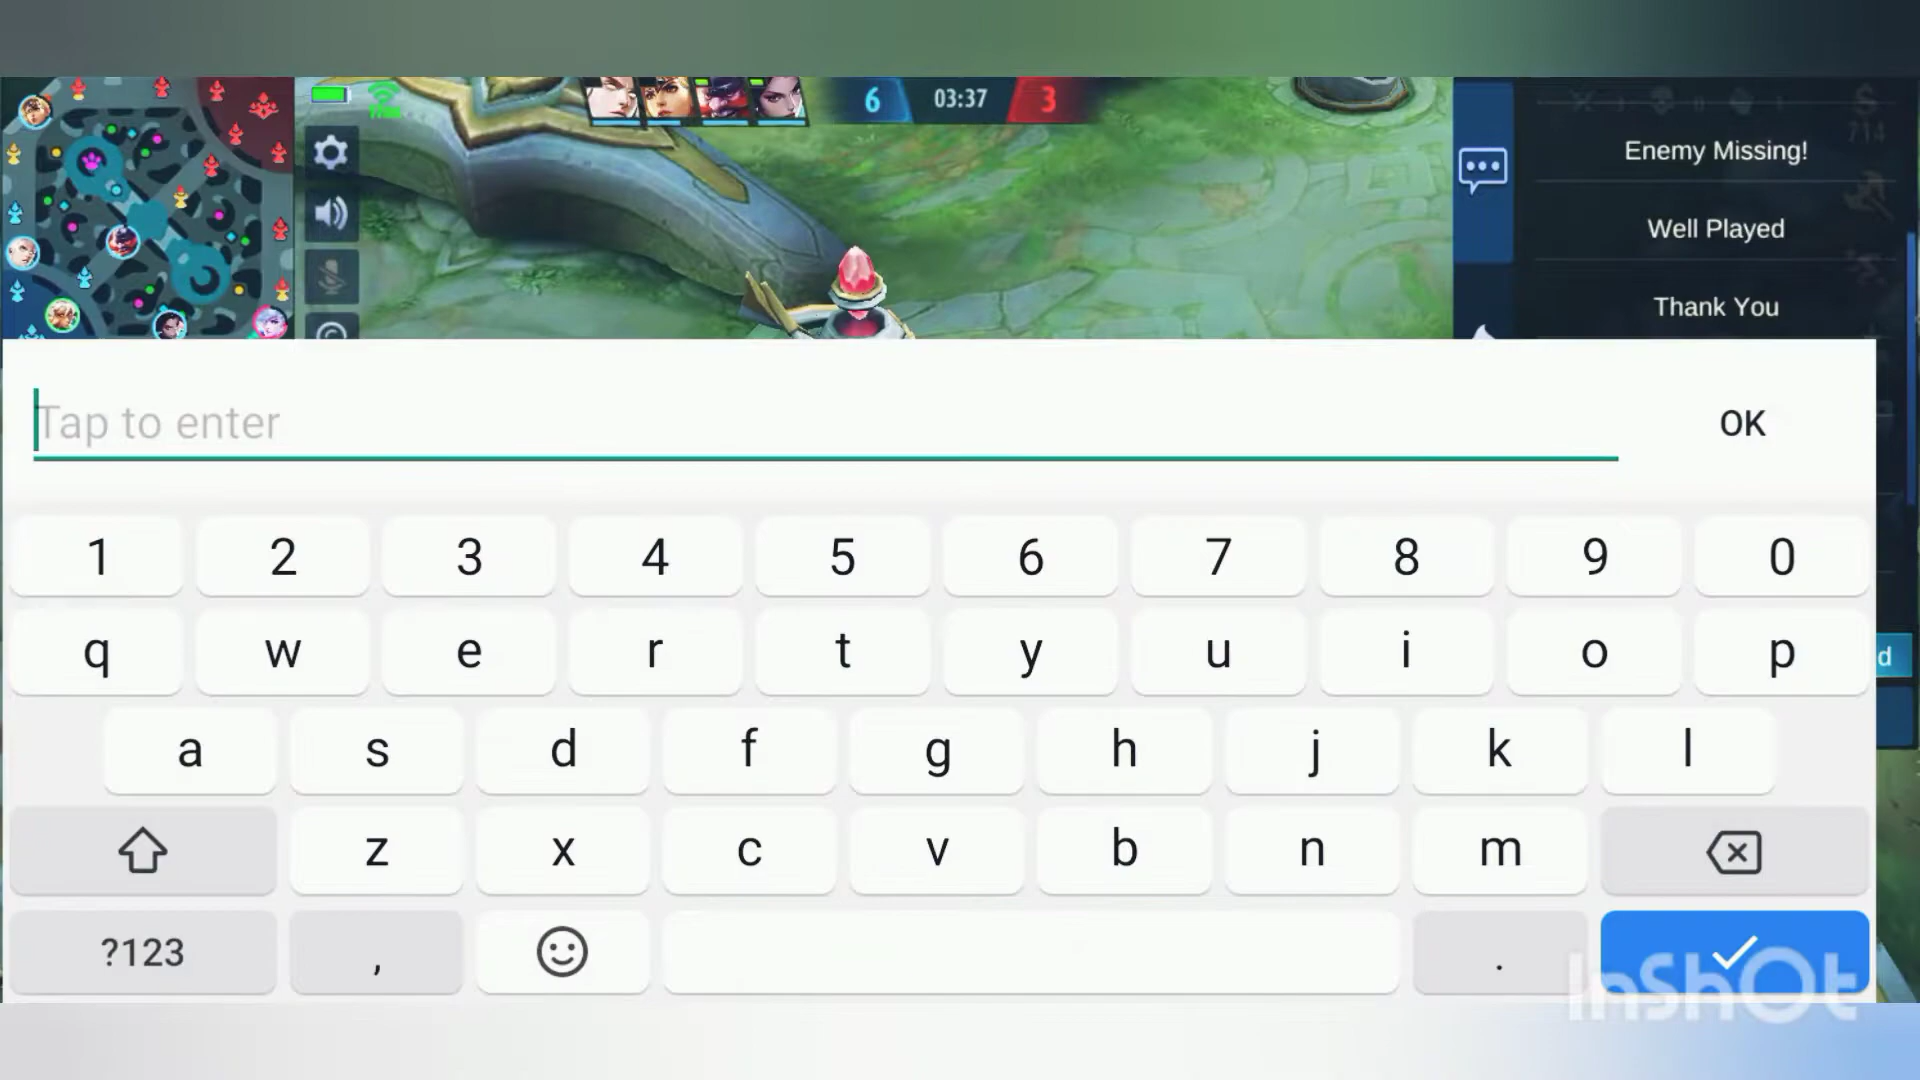 6 03:37 3
714
Enemy Missing!
Well Played
Thank You
Tap to enter
OK
1 2 3 4 5 6 7 8 9 0
q w e r t y u i o p
d
a s d f g h j k l
z x c v b n m
?123 , .
InShOt